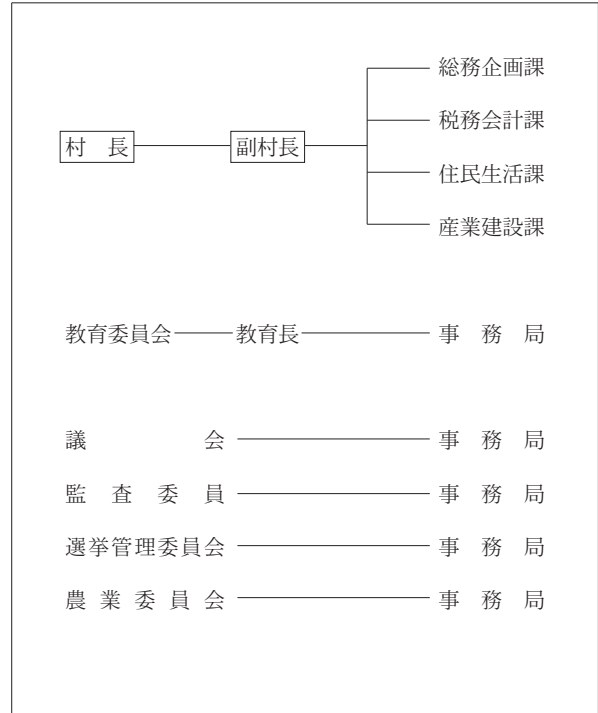 総務企画課
税務会計課
村長 副村長
住民生活課
産業建設課
教育委員会 教育長 事務局
議会 事務局
監査委員 事務局
選挙管理委員会 事務局
農業委員会 事務局